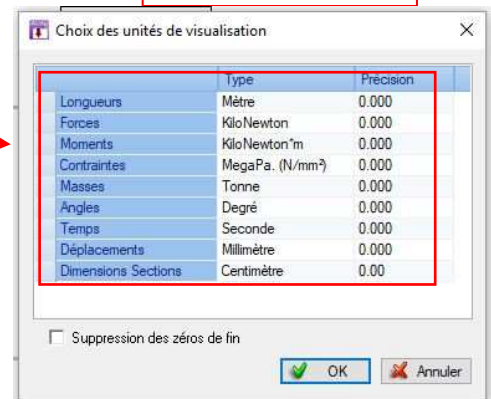 Choix des unités de visualisation
Type Précision
Longueurs Mètre 0.000
Forces KiloNewton 0.000
Moments KiloNewton*m 0.000
Contraintes MegaPa. (N/mm²) 0.000
Masses Tonne 0.000
Angles Degré 0.000
Temps Seconde 0.000
Déplacements Millimètre 0.000
Dimensions Sections Centimètre 0.00
Suppression des zéros de fin
OK Annuler